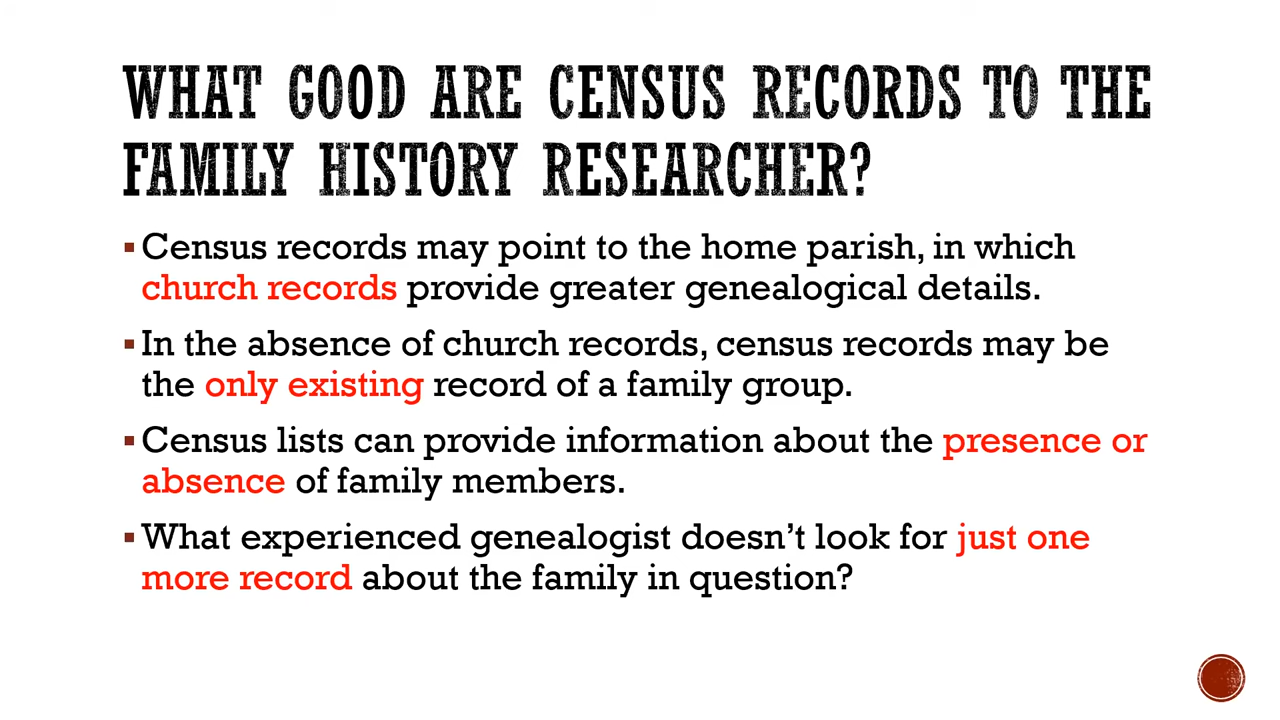 WHAT GOOD ARE CENSUS RECORDS TO THE
FAMILY HISTORY RESEARCHER?
▪ Census records may point to the home parish, in which
church records provide greater genealogical details.
▪ In the absence of church records, census records may be
the only existing record of a family group.
▪ Census lists can provide information about the presence or
absence of family members.
▪ What experienced genealogist doesn’t look for just one
more record about the family in question?